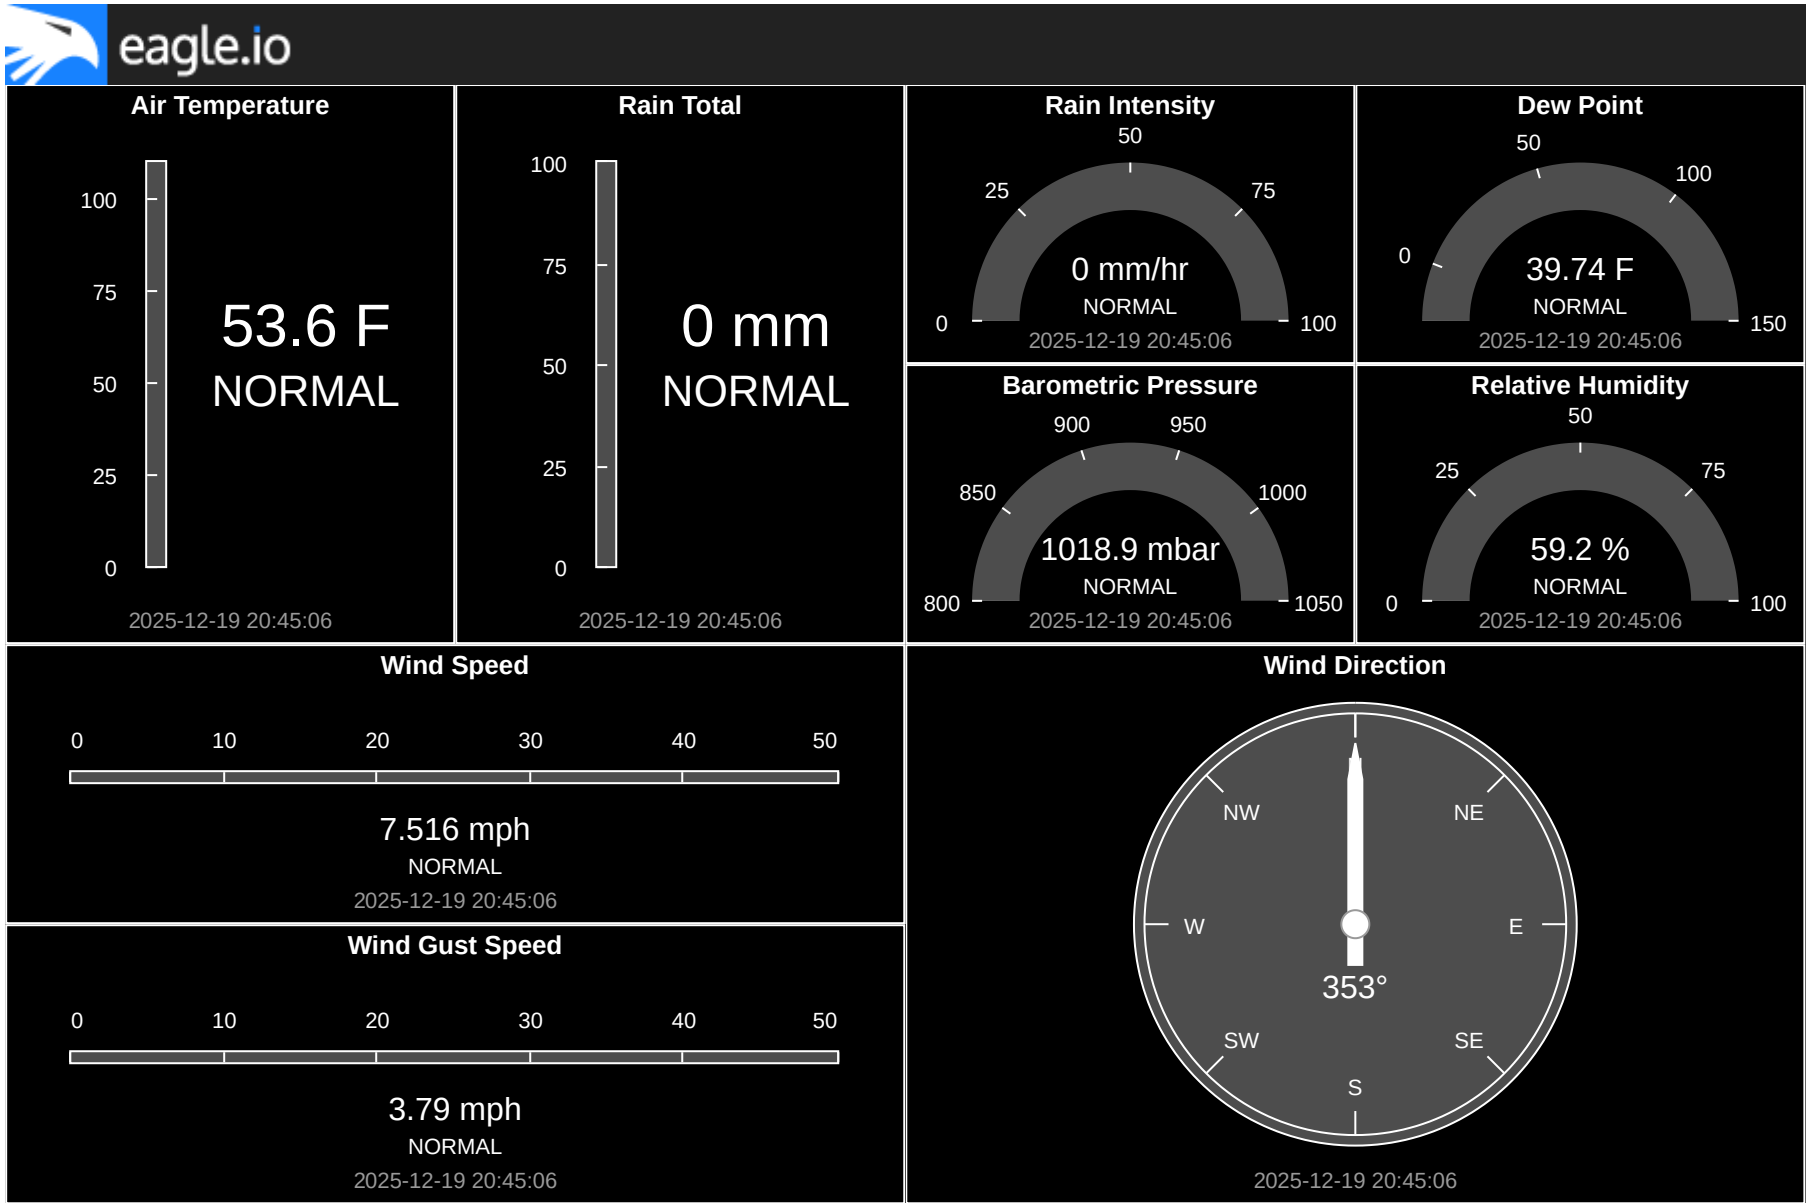 eagle.io
Air Temperature
100
75
50
25
0
53.6 F
NORMAL
2025-12-19 20:45:06
Rain Total
100
75
50
25
0
0 mm
NORMAL
2025-12-19 20:45:06
Rain Intensity
50
25
75
0
100
0 mm/hr
NORMAL
2025-12-19 20:45:06
Dew Point
50
100
0
150
39.74 F
NORMAL
2025-12-19 20:45:06
Barometric Pressure
900
950
850
1000
800
1050
1018.9 mbar
NORMAL
2025-12-19 20:45:06
Relative Humidity
50
25
75
0
100
59.2 %
NORMAL
2025-12-19 20:45:06
Wind Speed
0 10 20 30 40 50
7.516 mph
NORMAL
2025-12-19 20:45:06
Wind Gust Speed
0 10 20 30 40 50
3.79 mph
NORMAL
2025-12-19 20:45:06
Wind Direction
NW NE
W E
353°
SW SE
S
2025-12-19 20:45:06